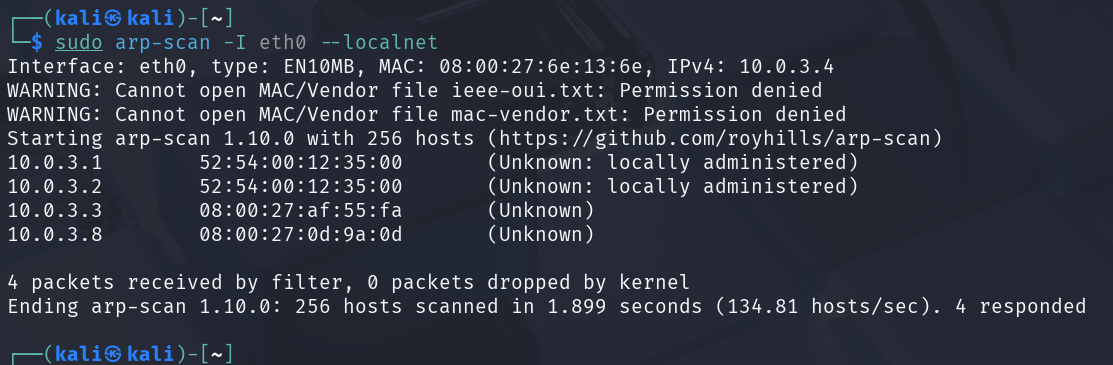 ┌──(kali㉿kali)-[~]
└─$ sudo arp-scan -I eth0 --localnet
Interface: eth0, type: EN10MB, MAC: 08:00:27:6e:13:6e, IPv4: 10.0.3.4
WARNING: Cannot open MAC/Vendor file ieee-oui.txt: Permission denied
WARNING: Cannot open MAC/Vendor file mac-vendor.txt: Permission denied
Starting arp-scan 1.10.0 with 256 hosts (https://github.com/royhills/arp-scan)
10.0.3.1        52:54:00:12:35:00       (Unknown: locally administered)
10.0.3.2        52:54:00:12:35:00       (Unknown: locally administered)
10.0.3.3        08:00:27:af:55:fa       (Unknown)
10.0.3.8        08:00:27:0d:9a:0d       (Unknown)

4 packets received by filter, 0 packets dropped by kernel
Ending arp-scan 1.10.0: 256 hosts scanned in 1.899 seconds (134.81 hosts/sec). 4 responded

┌──(kali㉿kali)-[~]